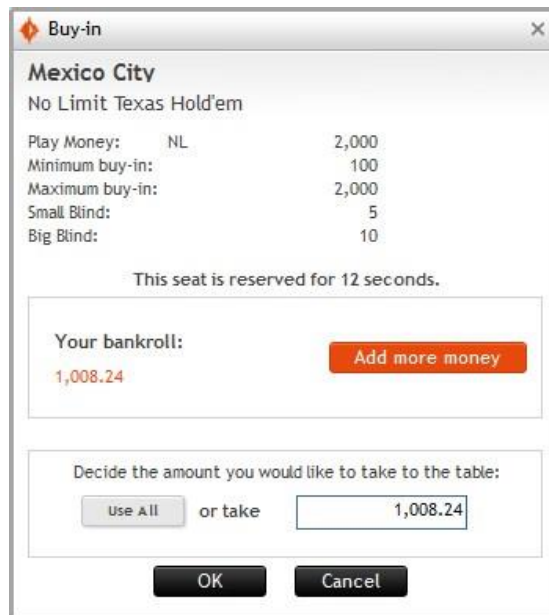 Buy-in
Mexico City
No Limit Texas Hold'em
Play Money: NL 2,000
Minimum buy-in: 100
Maximum buy-in: 2,000
Small Blind: 5
Big Blind: 10
This seat is reserved for 12 seconds.
Your bankroll:
1,008.24
Add more money
Decide the amount you would like to take to the table:
Use All or take 1,008.24
OK Cancel